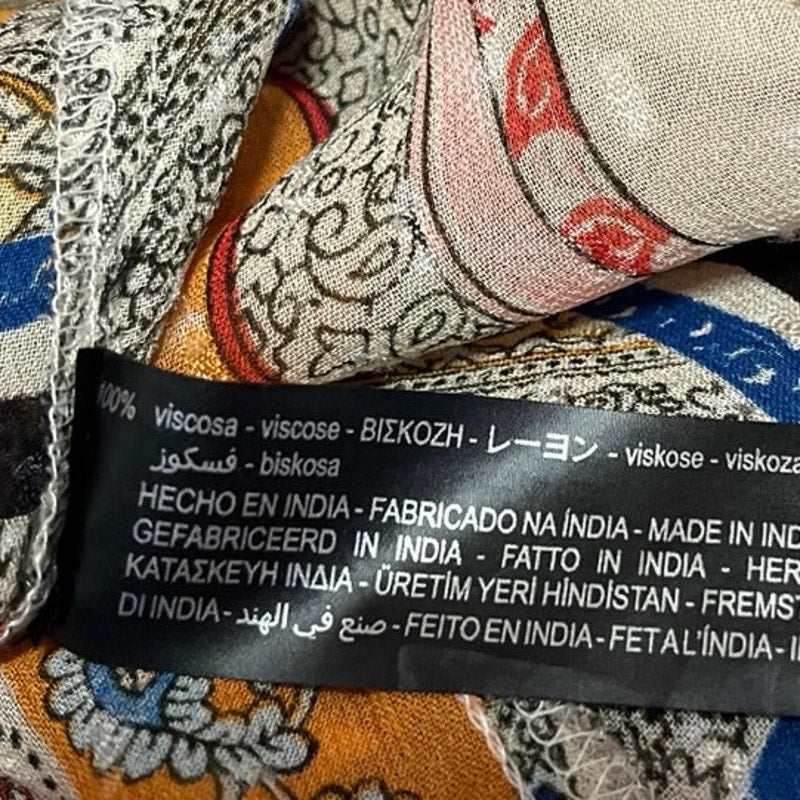 100% viscosa - viscose - ΒΙΣΚΟΖΗ - レーヨン - viskose - viskoza
فسكوز - biskosa
HECHO EN INDIA - FABRICADO NA ÍNDIA - MADE IN IND
GEFABRICEERD IN INDIA - FATTO IN INDIA - HER
ΚΑΤΑΣΚΕΥΗ ΙΝΔΙΑ - ÜRETİM YERİ HİNDİSTAN - FREMST
DI INDIA - صنع في الهند - FEITO EN INDIA - FET A L'ÍNDIA - I